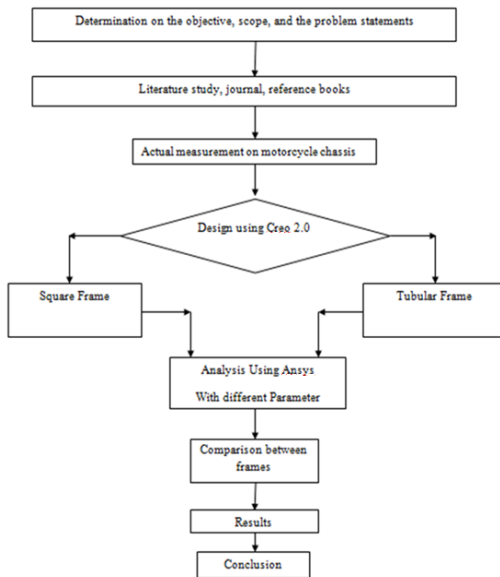 Determination on the objective, scope, and the problem statements
Literature study, journal, reference books
Actual measurement on motorcycle chassis
Design using Creo 2.0
Square Frame
Tubular Frame
Analysis Using Ansys
With different Parameter
Comparison between
frames
Results
Conclusion